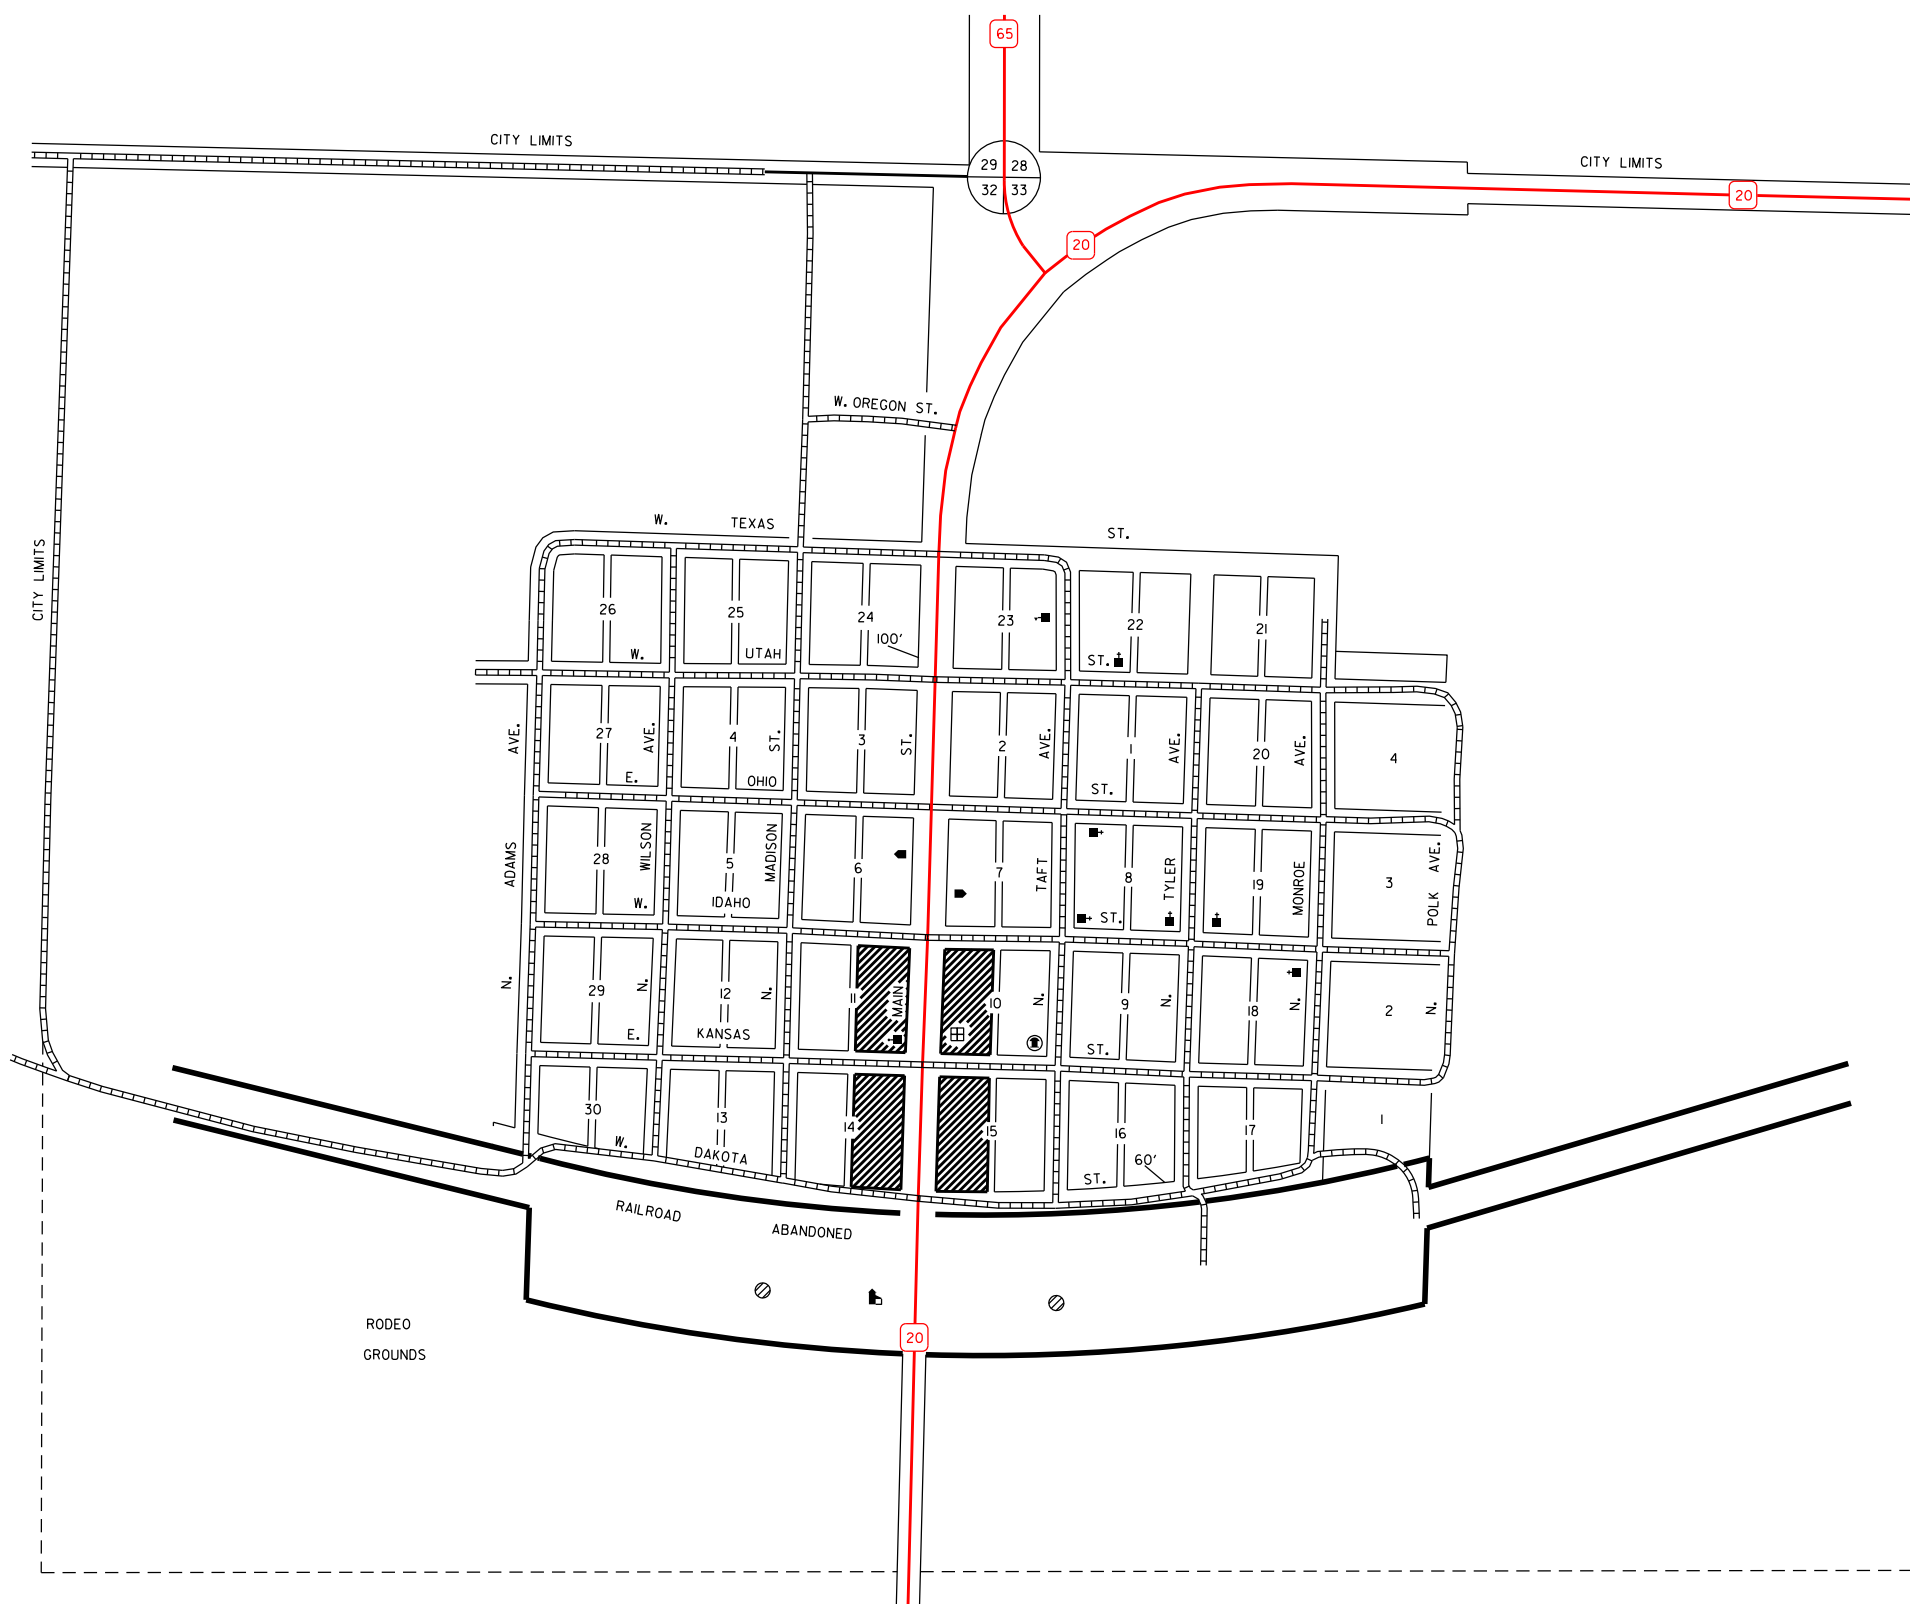 65
CITY LIMITS
CITY LIMITS
29 28
32 33
20
20
W. OREGON ST.
W. TEXAS ST.
CITY LIMITS
26
25
24
23
22
21
100'
W. UTAH ST.
AVE.
AVE.
ST.
ST.
AVE.
AVE.
AVE.
27
4
3
2
1
20
4
E. OHIO ST.
ADAMS
WILSON
MADISON
TAFT
TYLER
MONROE
POLK AVE.
28
5
6
7
8
19
3
W. IDAHO ST.
N.
N.
N.
MAIN
N.
N.
N.
N.
29
12
11
10
9
18
2
E. KANSAS ST.
30
13
14
15
16
17
1
W. DAKOTA ST.
60'
RAILROAD ABANDONED
RODEO
GROUNDS
20